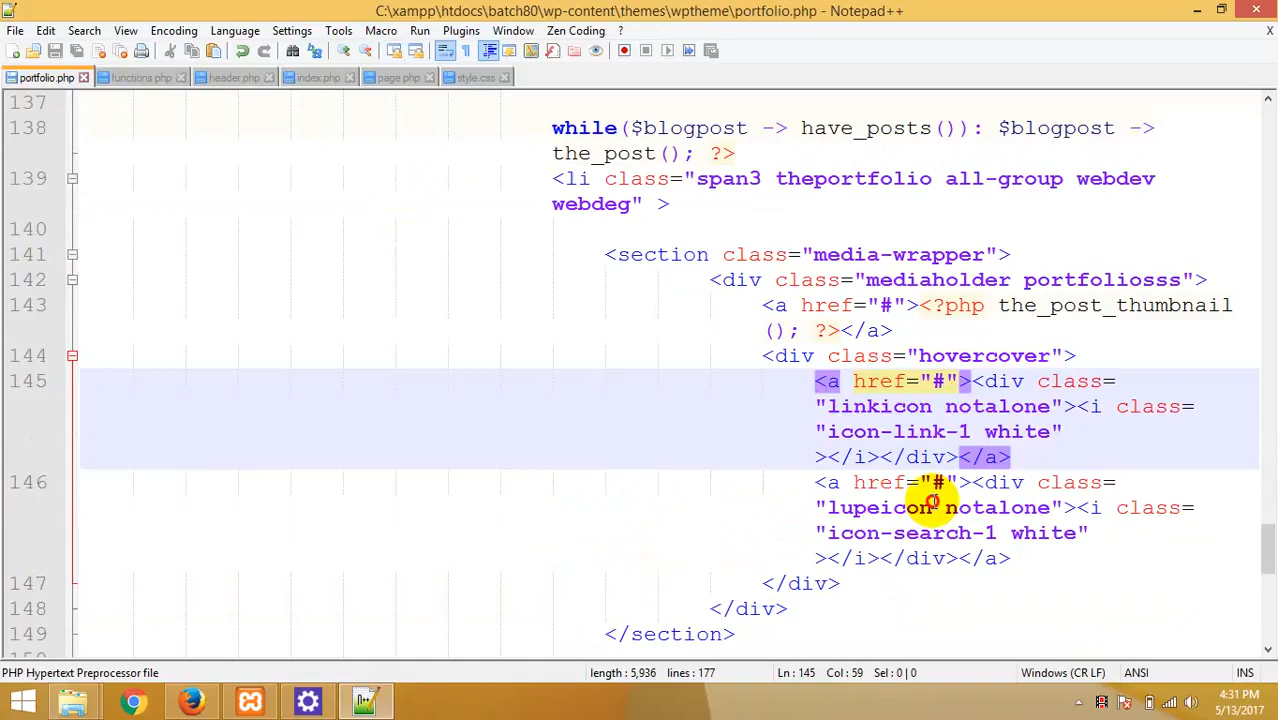 C:\xampp\htdocs\batch80\wp-content\themes\wptheme\portfolio.php - Notepad++
File Edit Search View Encoding Language Settings Tools Macro Run Plugins Window Zen Coding ? X
portfolio.php functions.php header.php index.php page.php style.css
137
138 while($blogpost -> have_posts()): $blogpost ->
the_post(); ?>
139 <li class="span3 theportfolio all-group webdev
webdeg" >
140
141 <section class="media-wrapper">
142 <div class="mediaholder portfoliosss">
143 <a href="#"><?php the_post_thumbnail
(); ?></a>
144 <div class="hovercover">
145 <a href="#"><div class=
"linkicon notalone"><i class=
"icon-link-1 white"
></i></div></a>
146 <a href="#"><div class=
"lupeicon notalone"><i class=
"icon-search-1 white"
></i></div></a>
147 </div>
148 </div>
149 </section>
PHP Hypertext Preprocessor file length : 5,936 lines : 177 Ln : 145 Col : 59 Sel : 0 | 0 Windows (CR LF) ANSI INS
4:31 PM
5/13/2017